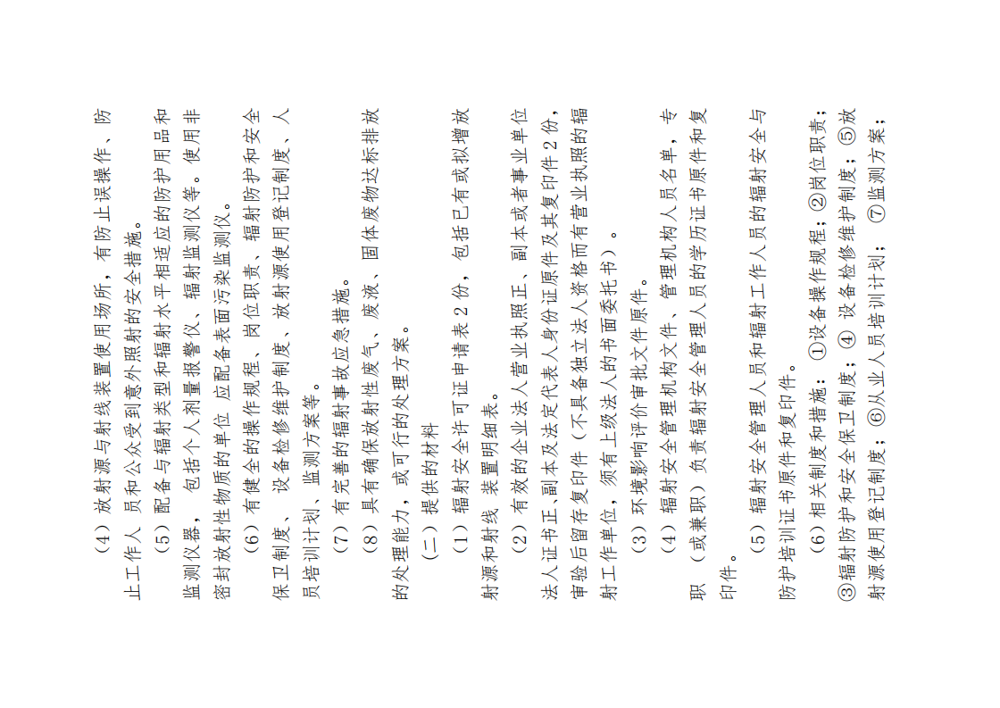 （4）放射源与射线装置使用场所，有防止误操作、防
止工作人 员和公众受到意外照射的安全措施。
（5）配备与辐射类型和辐射水平相适应的防护用品和
监测仪器， 包括个人剂量报警仪、辐射监测仪等。使用非
密封放射性物质的单位 应配备表面污染监测仪。
（6）有健全的操作规程、岗位职责、辐射防护和安全
保卫制度、 设备检修维护制度、放射源使用登记制度、人
员培训计划、监测方案等。
（7）有完善的辐射事故应急措施。
（8）具有确保放射性废气、废液、 固体废物达标排放
的处理能力，或可行的处理方案。
(二）提供的材料
（1）辐射安全许可证申请表 2 份，包括已有或拟增放
射源和射线 装置明细表。
（2）有效的企业法人营业执照正、副本或者事业单位
法人证书正、副本及法定代表人身份证原件及其复印件 2 份，
审验后留存复印件（不具备独立法人资格而有营业执照的辐
射工作单位，须有上级法人的书面委托书）。
（3）环境影响评价审批文件原件。
（4）辐射安全管理机构文件、管理机构人员名单，专
职 （或兼职）负责辐射安全管理人员的学历证书原件和复
印件。
（5）辐射安全管理人员和辐射工作人员的辐射安全与
防护培训证书原件和复印件。
（6）相关制度和措施： ①设备操作规程；②岗位职责；
③辐射防护和安全保卫制度；④ 设备检修维护制度；⑤放
射源使用登记制度；⑥从业人员培训计划； ⑦监测方案；